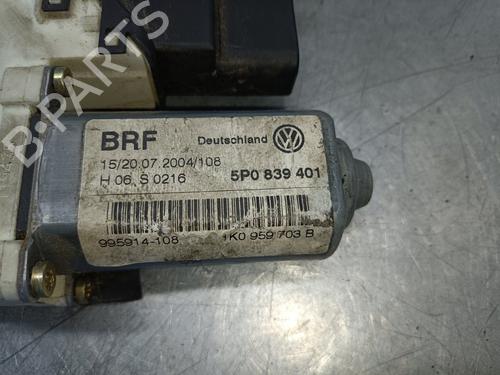 B-PARTS
BRF Deutschland
15/20.07.2004/108
H 06. S 0216 5P0 839 401
995914-108 1K0 959 703 B